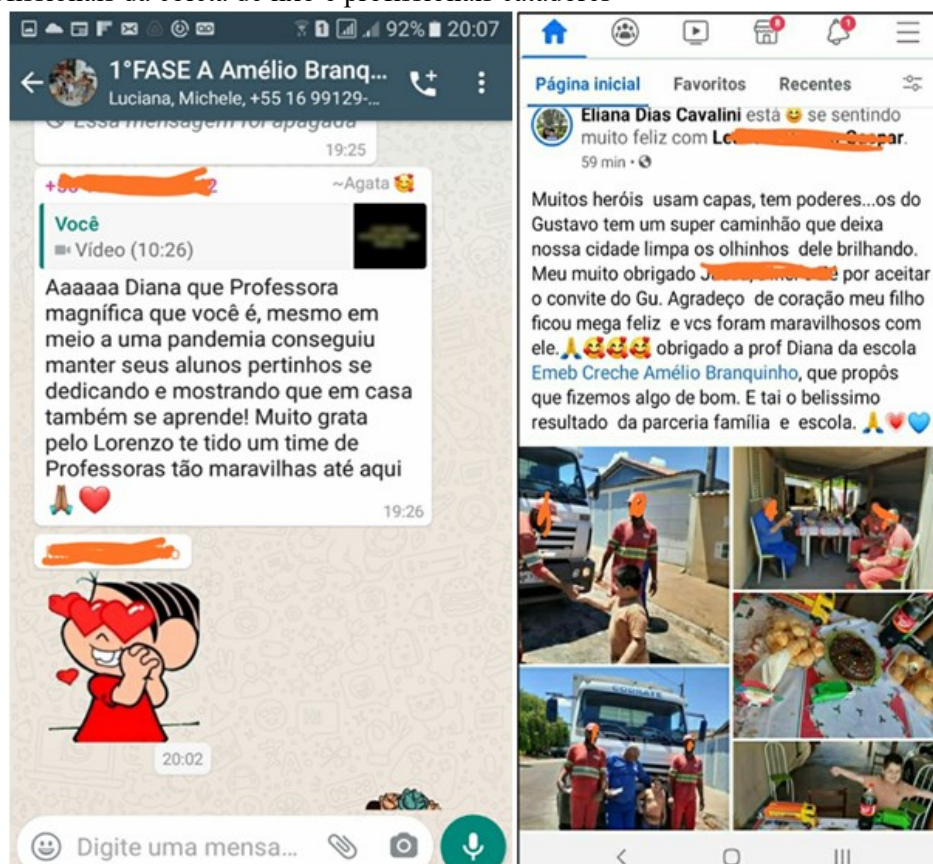 92% 20:07
1°FASE A Amélio Branq...
Luciana, Michele, +55 16 99129-...
Essa mensagem foi apagada
19:25
~Agata
Você
Vídeo (10:26)
Aaaaaa Diana que Professora
magnífica que você é, mesmo em
meio a uma pandemia conseguiu
manter seus alunos pertinhos se
dedicando e mostrando que em casa
também se aprende! Muito grata
pelo Lorenzo te tido um time de
Professoras tão maravilhas até aqui
🙏🏽❤️
19:26
20:02
Digite uma mensa...
8
1
Página inicial Favoritos Recentes
Eliana Dias Cavalini está 😊 se sentindo
muito feliz com
59 min
Muitos heróis usam capas, tem poderes...os do
Gustavo tem um super caminhão que deixa
nossa cidade limpa os olhinhos dele brilhando.
Meu muito obrigado por aceitar
o convite do Gu. Agradeço de coração meu filho
ficou mega feliz e vcs foram maravilhosos com
ele.🙏🥰🥰🥰 obrigado a prof Diana da escola
Emeb Creche Amélio Branquinho, que propôs
que fizemos algo de bom. E tai o belissimo
resultado da parceria família e escola. 🙏❤️💙